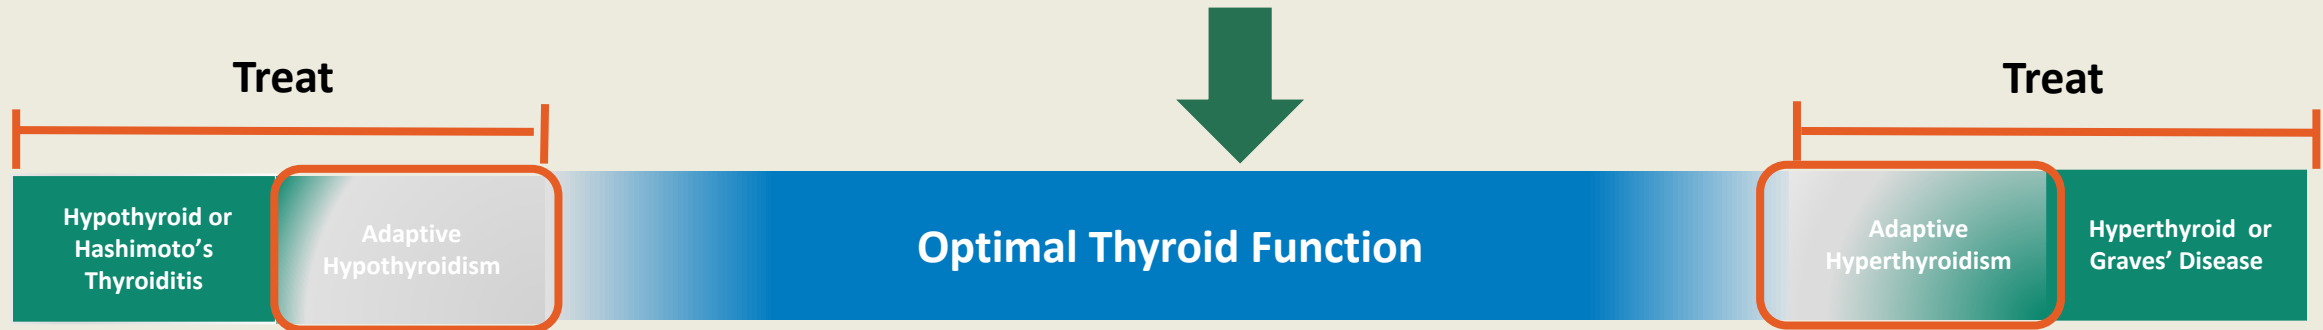 Treat
Treat
Hypothyroid or
Hashimoto's
Thyroiditis
Adaptive
Hypothyroidism
Optimal Thyroid Function
Adaptive
Hyperthyroidism
Hyperthyroid or
Graves' Disease